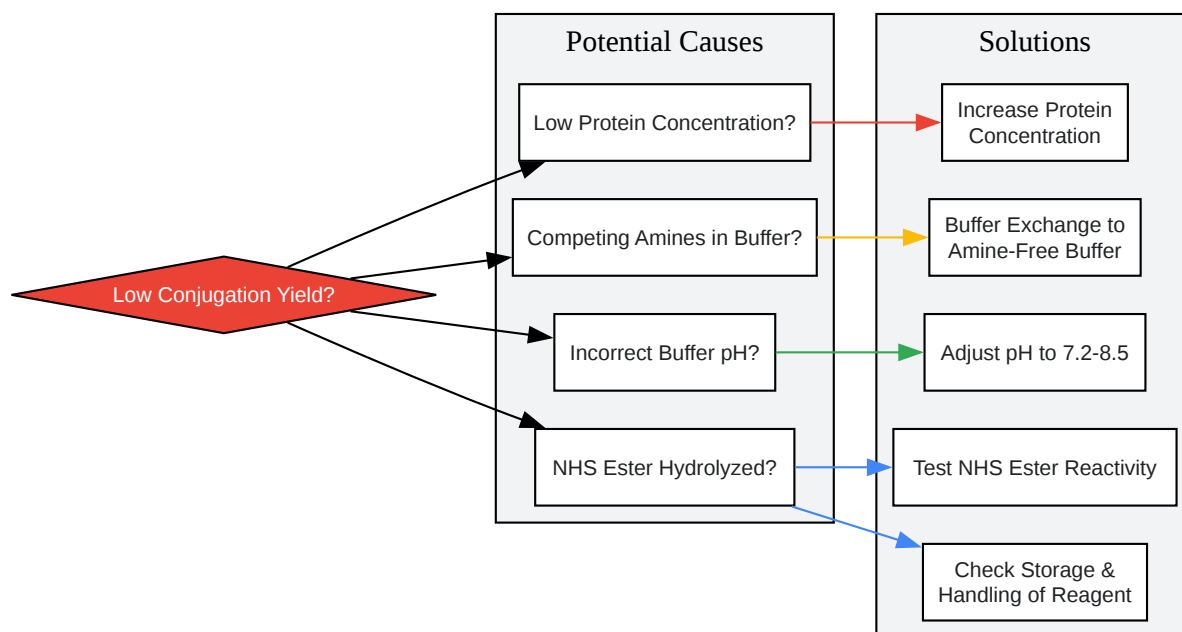 Potential Causes
Solutions
Low Protein Concentration?
Increase Protein
Concentration
Competing Amines in Buffer?
Buffer Exchange to
Amine-Free Buffer
Low Conjugation Yield?
Incorrect Buffer pH?
Adjust pH to 7.2-8.5
NHS Ester Hydrolyzed?
Test NHS Ester Reactivity
Check Storage &
Handling of Reagent